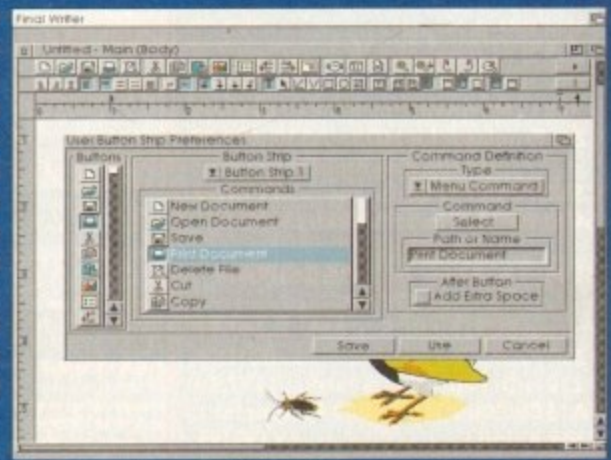 Final Writer
Untitled - Main (Body)
User Button Strip Preferences
Buttons
Button Strip
Button Strip 1
Commands
New Document
Open Document
Save
Print Document
Delete File
Cut
Copy
Command Definition
Type
Menu Command
Command
Select
Path or Name
Print Document
After Button
Add Extra Space
Save
Use
Cancel